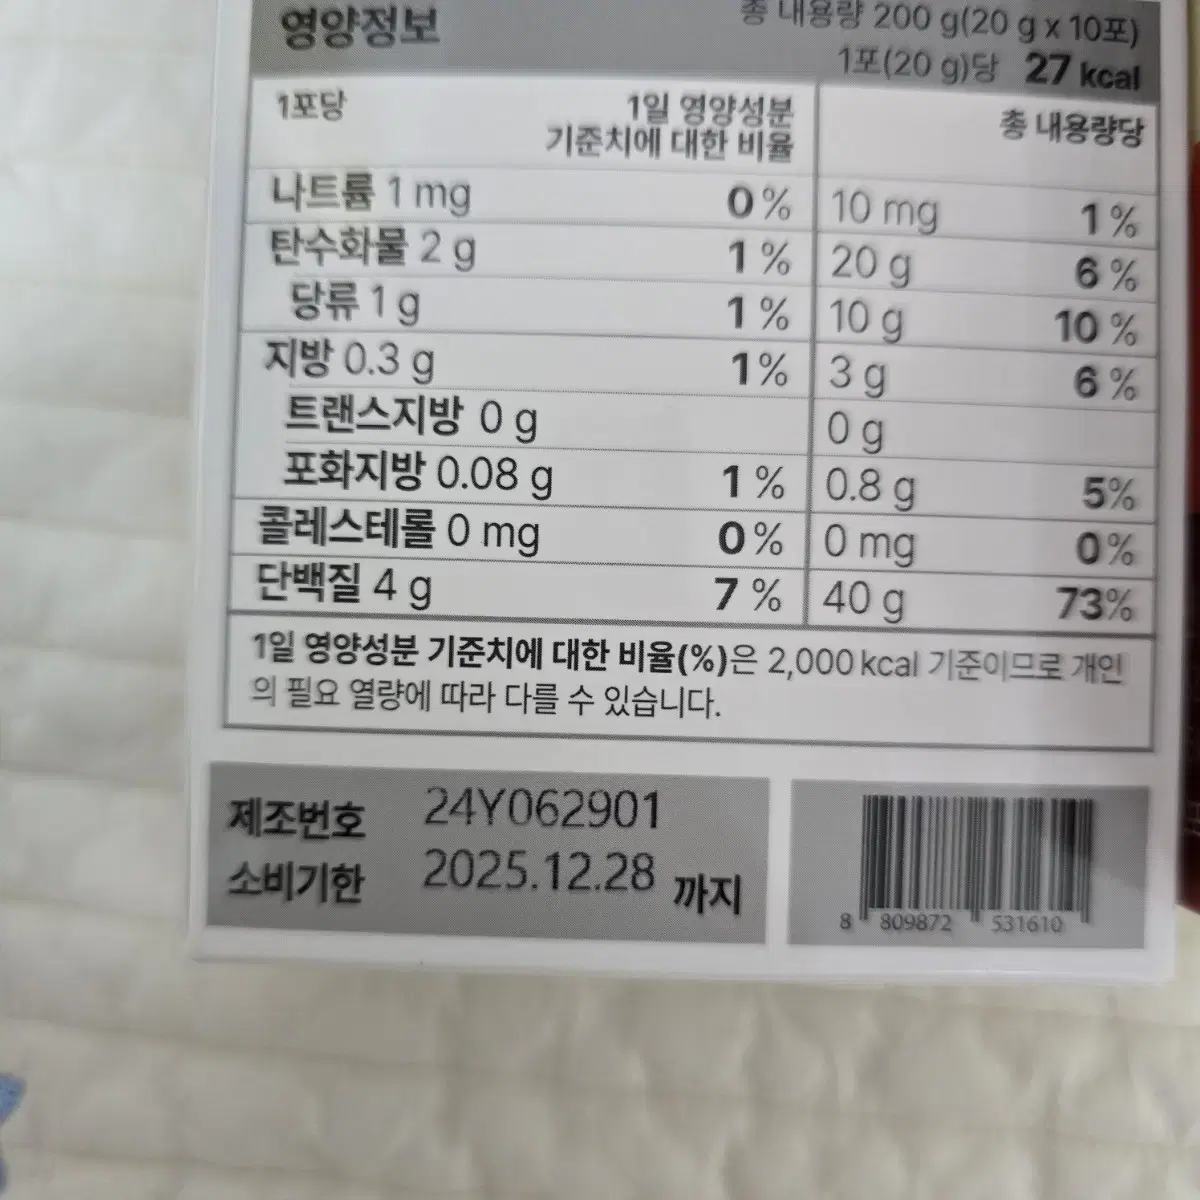 영양정보
총 내용량 200 g(20 g x 10포)
1포(20 g)당 27 kcal
1포당 1일 영양성분 기준치에 대한 비율 총 내용량당
나트륨 1 mg 0 % 10 mg 1 %
탄수화물 2 g 1 % 20 g 6 %
당류 1 g 1 % 10 g 10 %
지방 0.3 g 1% 3 g 6 %
트랜스지방 0 g 0 g
포화지방 0.08 g 1 % 0.8 g 5%
콜레스테롤 0 mg 0 % 0 mg 0 %
단백질 4 g 7 % 40 g 73%
1일 영양성분 기준치에 대한 비율(%)은 2,000 kcal 기준이므로 개인
의 필요 열량에 따라 다를 수 있습니다.
제조번호 24Y062901
소비기한 2025.12.28 까지
8 809872 531610